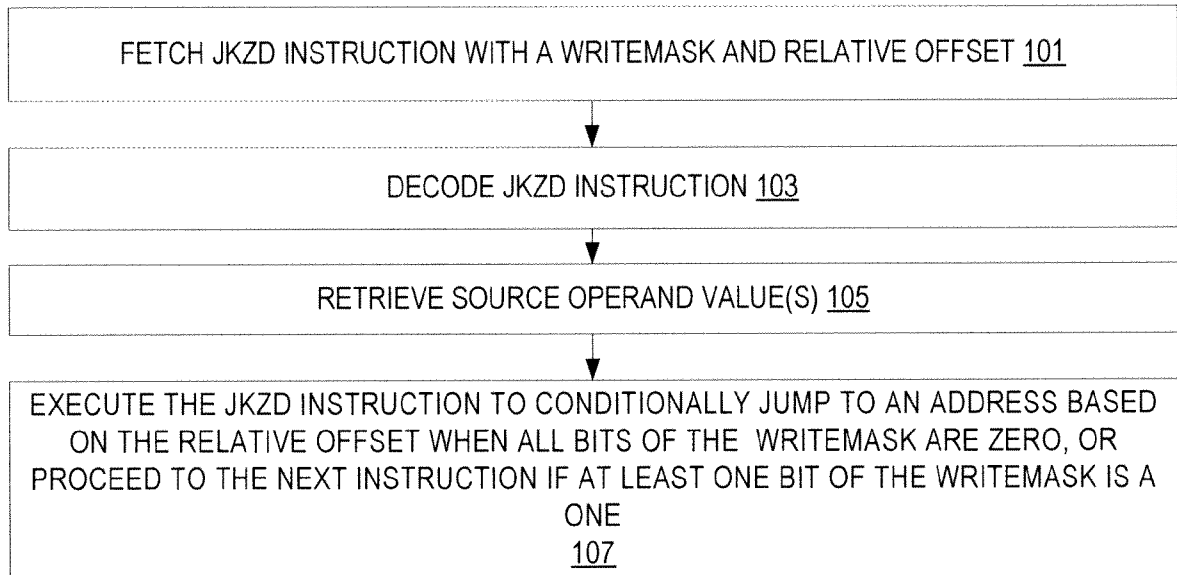 FETCH JKZD INSTRUCTION WITH A WRITEMASK AND RELATIVE OFFSET 101
DECODE JKZD INSTRUCTION 103
RETRIEVE SOURCE OPERAND VALUE(S) 105
EXECUTE THE JKZD INSTRUCTION TO CONDITIONALLY JUMP TO AN ADDRESS BASED
ON THE RELATIVE OFFSET WHEN ALL BITS OF THE WRITEMASK ARE ZERO, OR
PROCEED TO THE NEXT INSTRUCTION IF AT LEAST ONE BIT OF THE WRITEMASK IS A
ONE
107